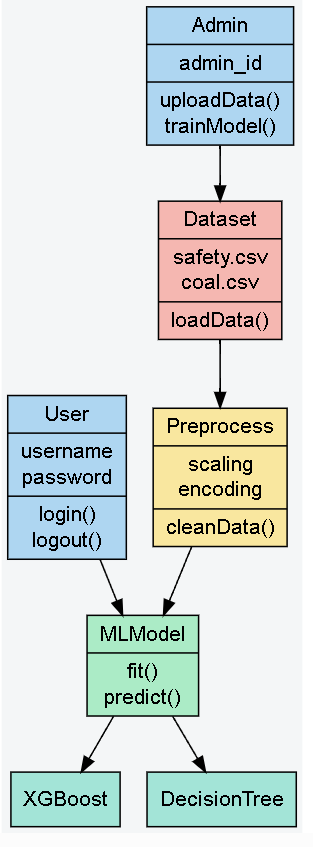 Admin
admin_id
uploadData()
trainModel()
Dataset
safety.csv
coal.csv
loadData()
User
username
password
login()
logout()
Preprocess
scaling
encoding
cleanData()
MLModel
fit()
predict()
XGBoost
DecisionTree